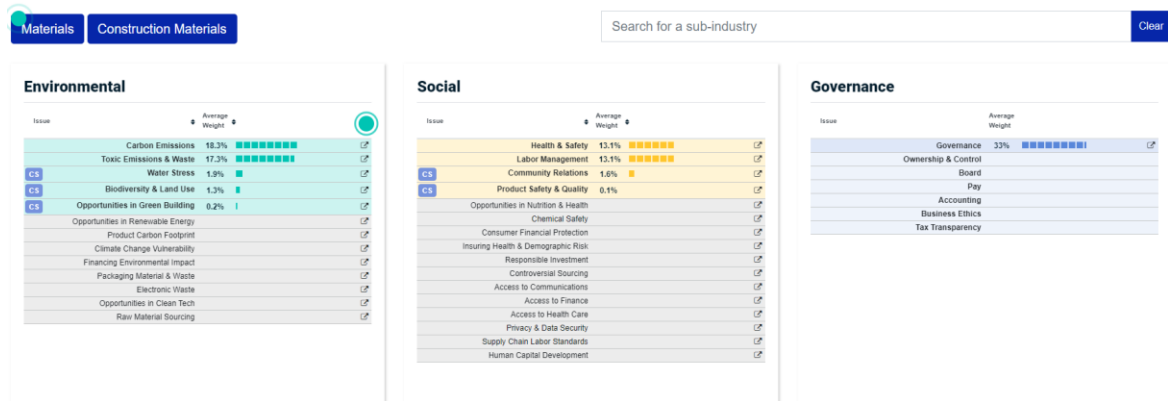 Materials
Construction Materials
Search for a sub-industry
Clear
Environmental
Issue
Average Weight
Carbon Emissions 18.3%
Toxic Emissions & Waste 17.3%
CS Water Stress 1.9%
CS Biodiversity & Land Use 1.3%
CS Opportunities in Green Building 0.2%
Opportunities in Renewable Energy
Product Carbon Footprint
Climate Change Vulnerability
Financing Environmental Impact
Packaging Material & Waste
Electronic Waste
Opportunities in Clean Tech
Raw Material Sourcing
Social
Issue
Average Weight
Health & Safety 13.1%
Labor Management 13.1%
CS Community Relations 1.6%
CS Product Safety & Quality 0.1%
Opportunities in Nutrition & Health
Chemical Safety
Consumer Financial Protection
Insuring Health & Demographic Risk
Responsible Investment
Controversial Sourcing
Access to Communications
Access to Finance
Access to Health Care
Privacy & Data Security
Supply Chain Labor Standards
Human Capital Development
Governance
Issue
Average Weight
Governance 33%
Ownership & Control
Board
Pay
Accounting
Business Ethics
Tax Transparency